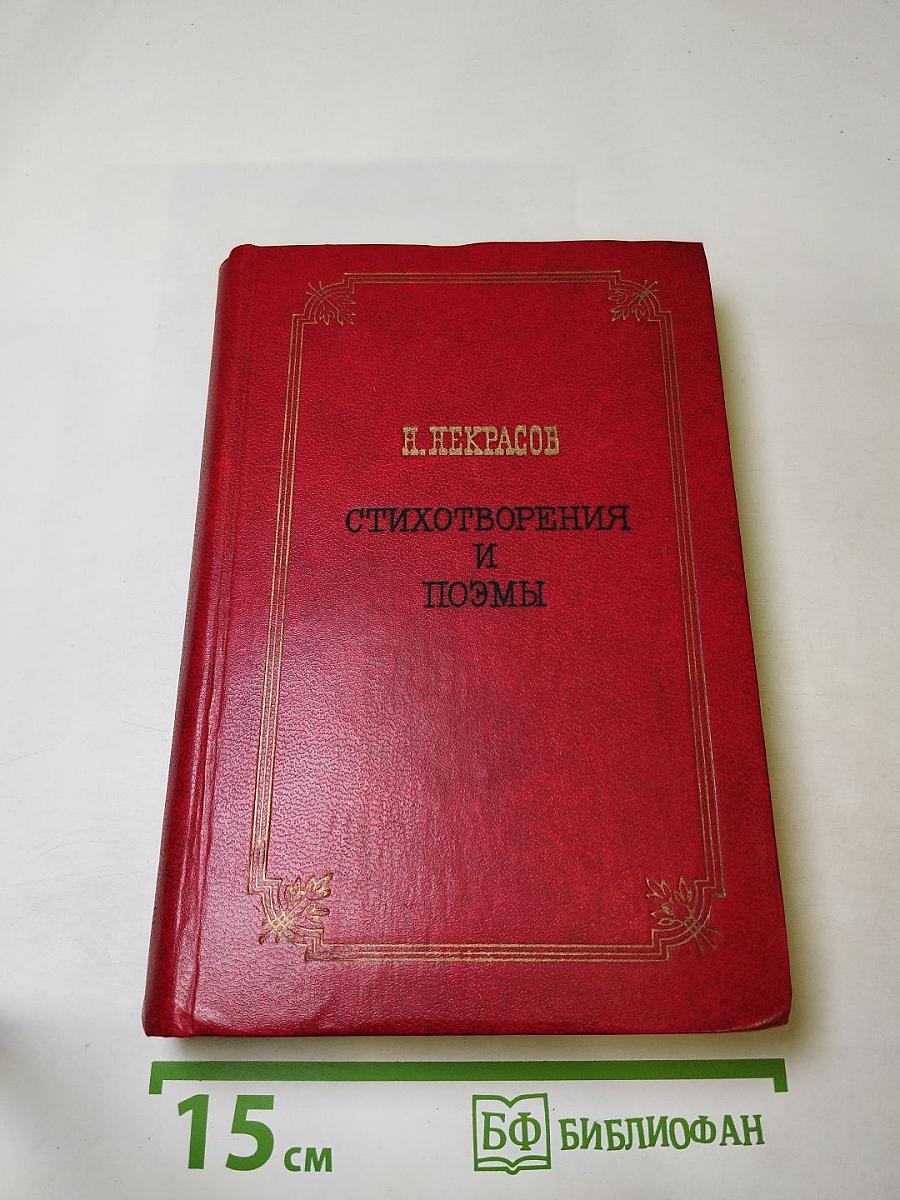 Н. НЕКРАСОВ
СТИХОТВОРЕНИЯ
И
ПОЭМЫ
15 см
БФ БИБЛИОФАН